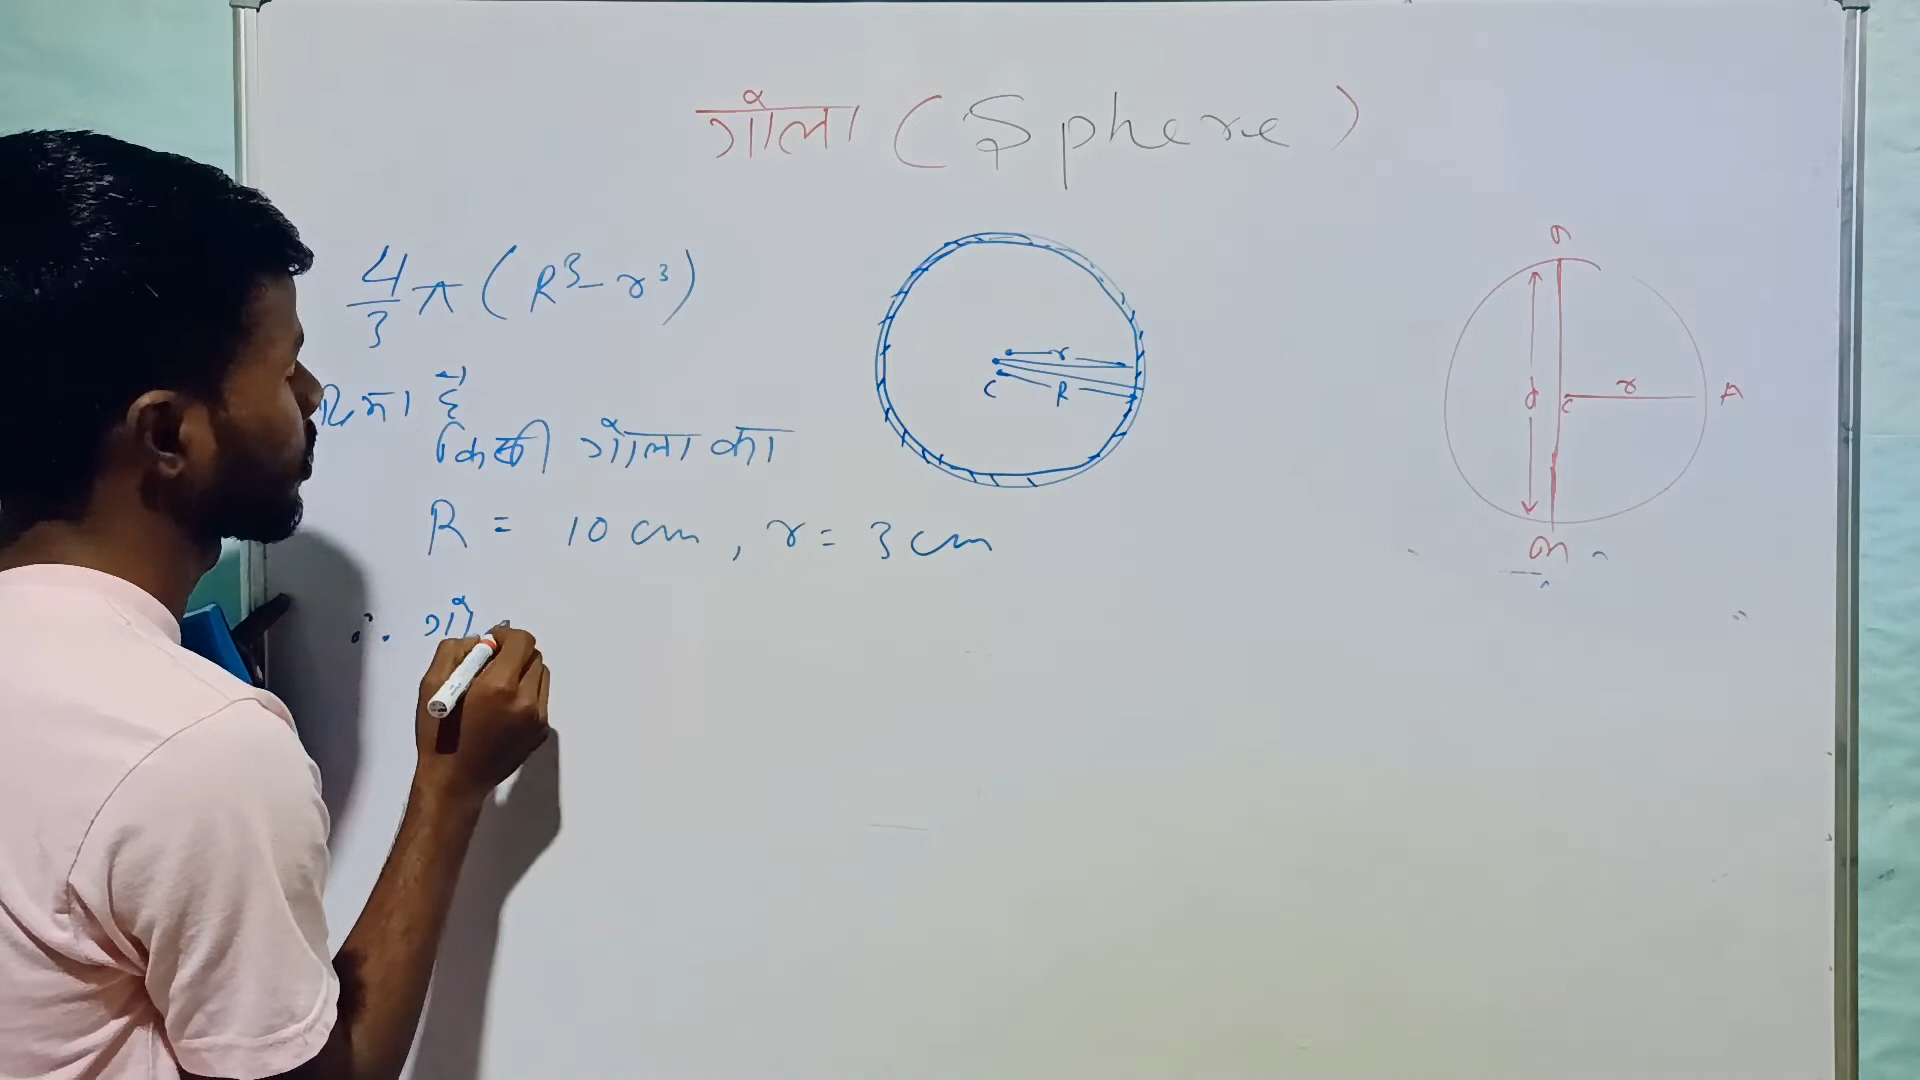 गोला (Sphere)
4/3 π (R³ - r³)
दिया है
किसी गोला का
R = 10 cm, r = 3 cm
∴ गो
r
C R
d
C r A
m